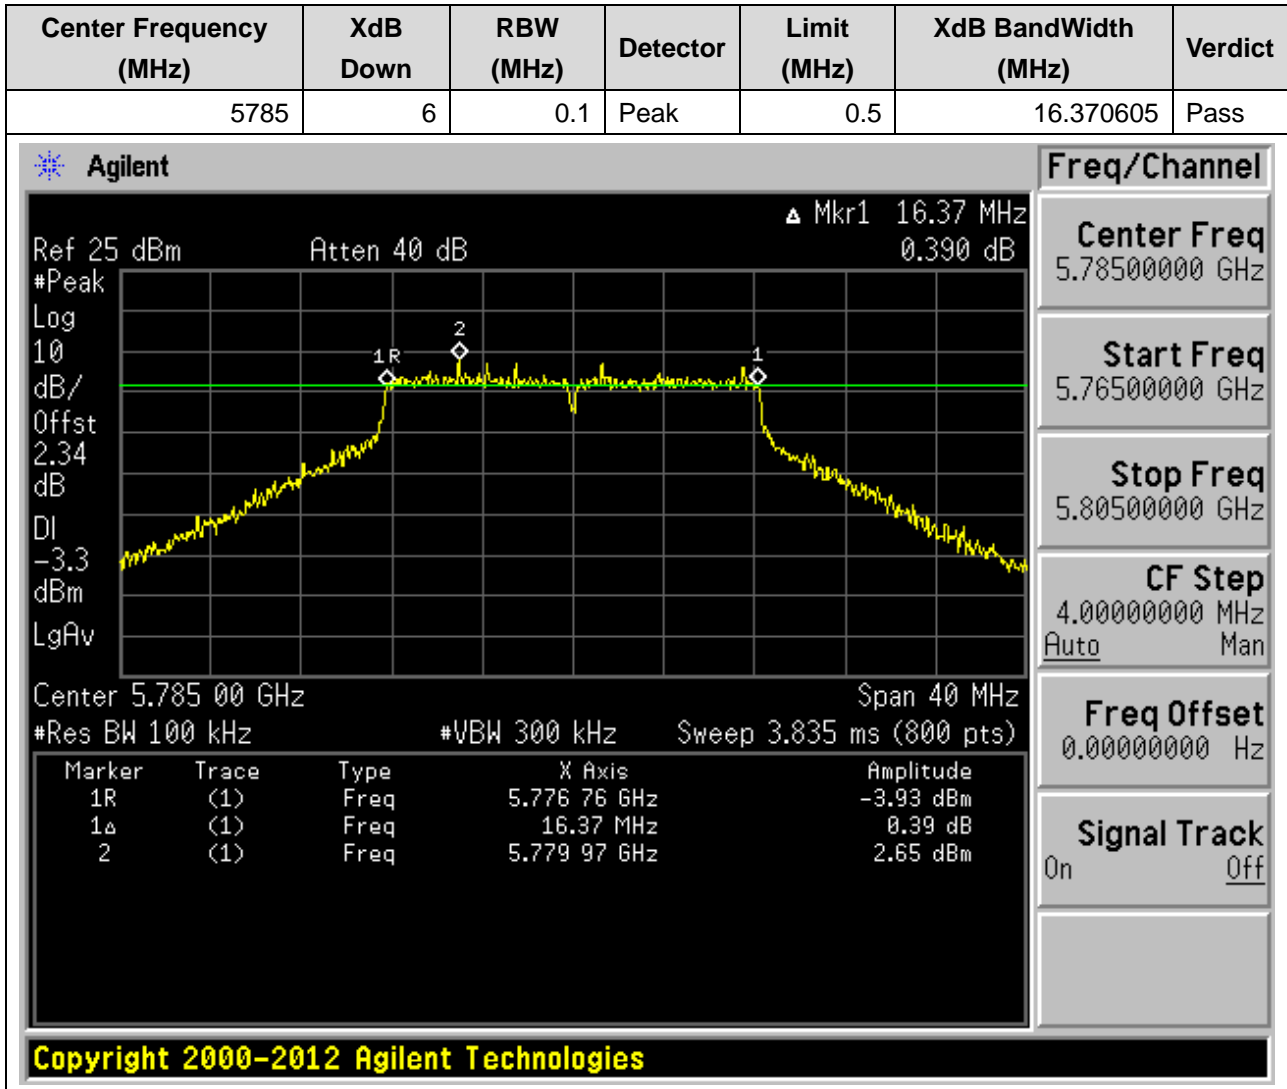 Center Frequency (MHz) XdB Down RBW (MHz) Detector Limit (MHz) XdB BandWidth (MHz) Verdict
5785 6 0.1 Peak 0.5 16.370605 Pass
Agilent
Freq/Channel
Δ Mkr1 16.37 MHz
Ref 25 dBm Atten 40 dB 0.390 dB
#Peak
Log
10
dB/
Offst
2.34
dB
DI
-3.3
dBm
LgAv
1R
2
1
Center 5.785 00 GHz Span 40 MHz
#Res BW 100 kHz #VBW 300 kHz Sweep 3.835 ms (800 pts)
Marker Trace Type X Axis Amplitude
1R (1) Freq 5.776 76 GHz -3.93 dBm
1Δ (1) Freq 16.37 MHz 0.39 dB
2 (1) Freq 5.779 97 GHz 2.65 dBm
Center Freq
5.78500000 GHz
Start Freq
5.76500000 GHz
Stop Freq
5.80500000 GHz
CF Step
4.00000000 MHz
Auto Man
Freq Offset
0.00000000 Hz
Signal Track
On Off
Copyright 2000-2012 Agilent Technologies